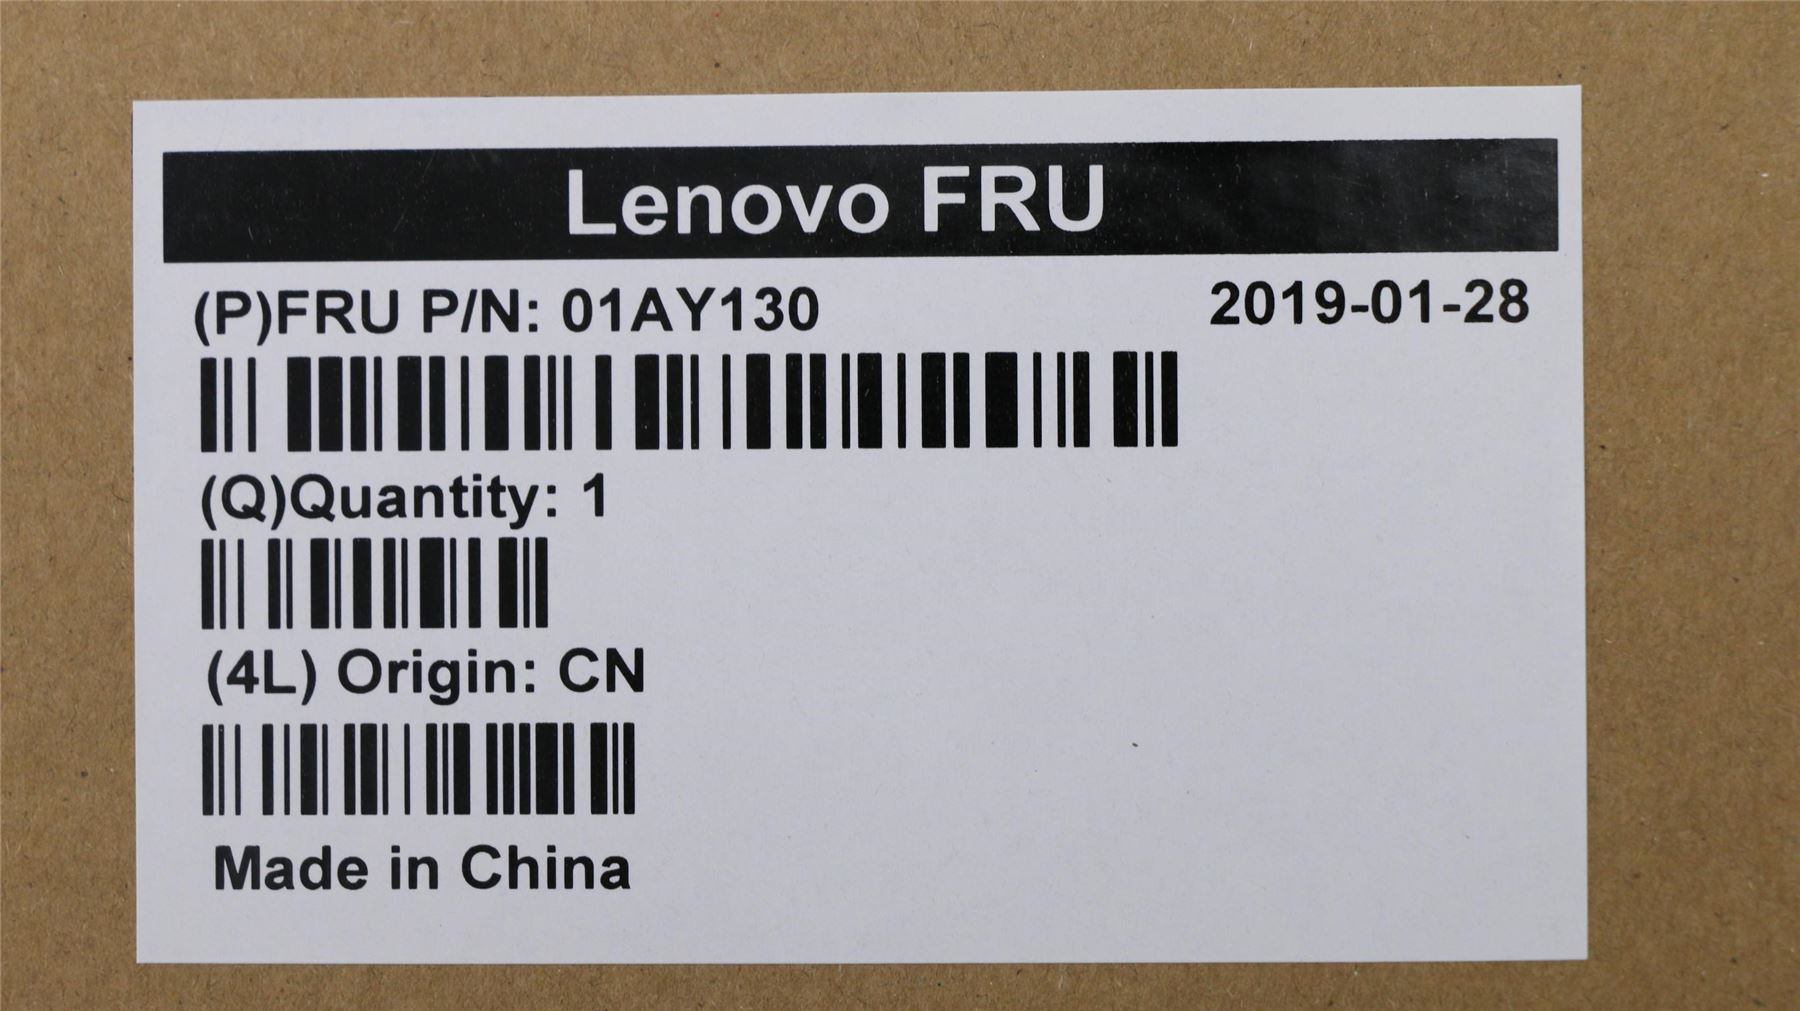 Lenovo FRU
(P)FRU P/N: 01AY130 2019-01-28
(Q)Quantity: 1
(4L) Origin: CN
Made in China